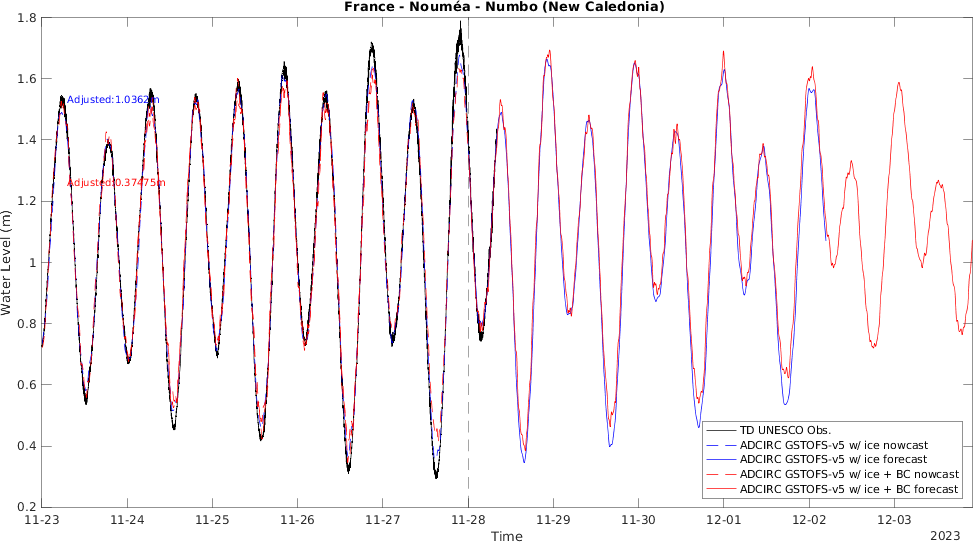 France - Nouméa - Numbo (New Caledonia)
1.8
1.6
1.4
1.2
1
0.8
0.6
0.4
0.2
Water Level (m)
Adjusted:1.0362m
Adjusted:0.37475m
TD UNESCO Obs.
ADCIRC GSTOFS-v5 w/ ice nowcast
ADCIRC GSTOFS-v5 w/ ice forecast
ADCIRC GSTOFS-v5 w/ ice + BC nowcast
ADCIRC GSTOFS-v5 w/ ice + BC forecast
11-23 11-24 11-25 11-26 11-27 11-28 11-29 11-30 12-01 12-02 12-03
Time
2023